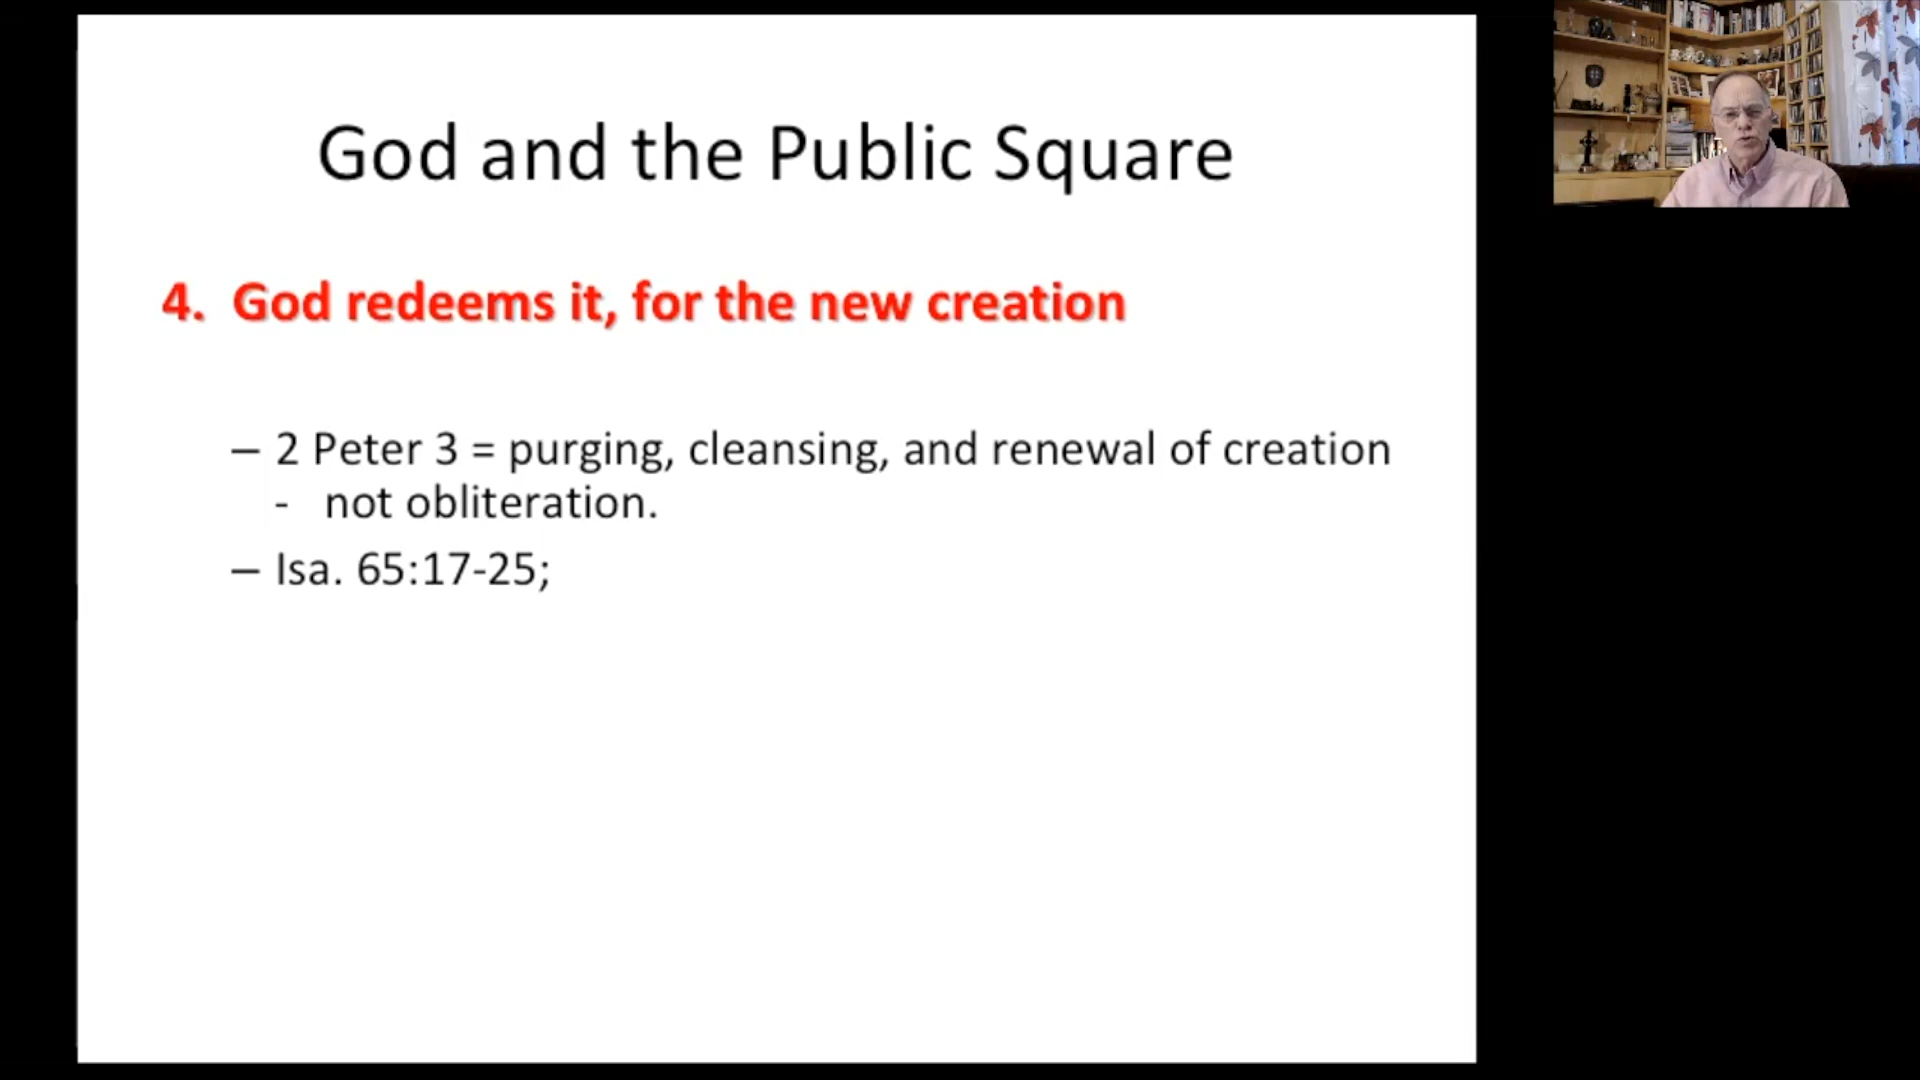 God and the Public Square
4. God redeems it, for the new creation
– 2 Peter 3 = purging, cleansing, and renewal of creation
- not obliteration.
– Isa. 65:17-25;